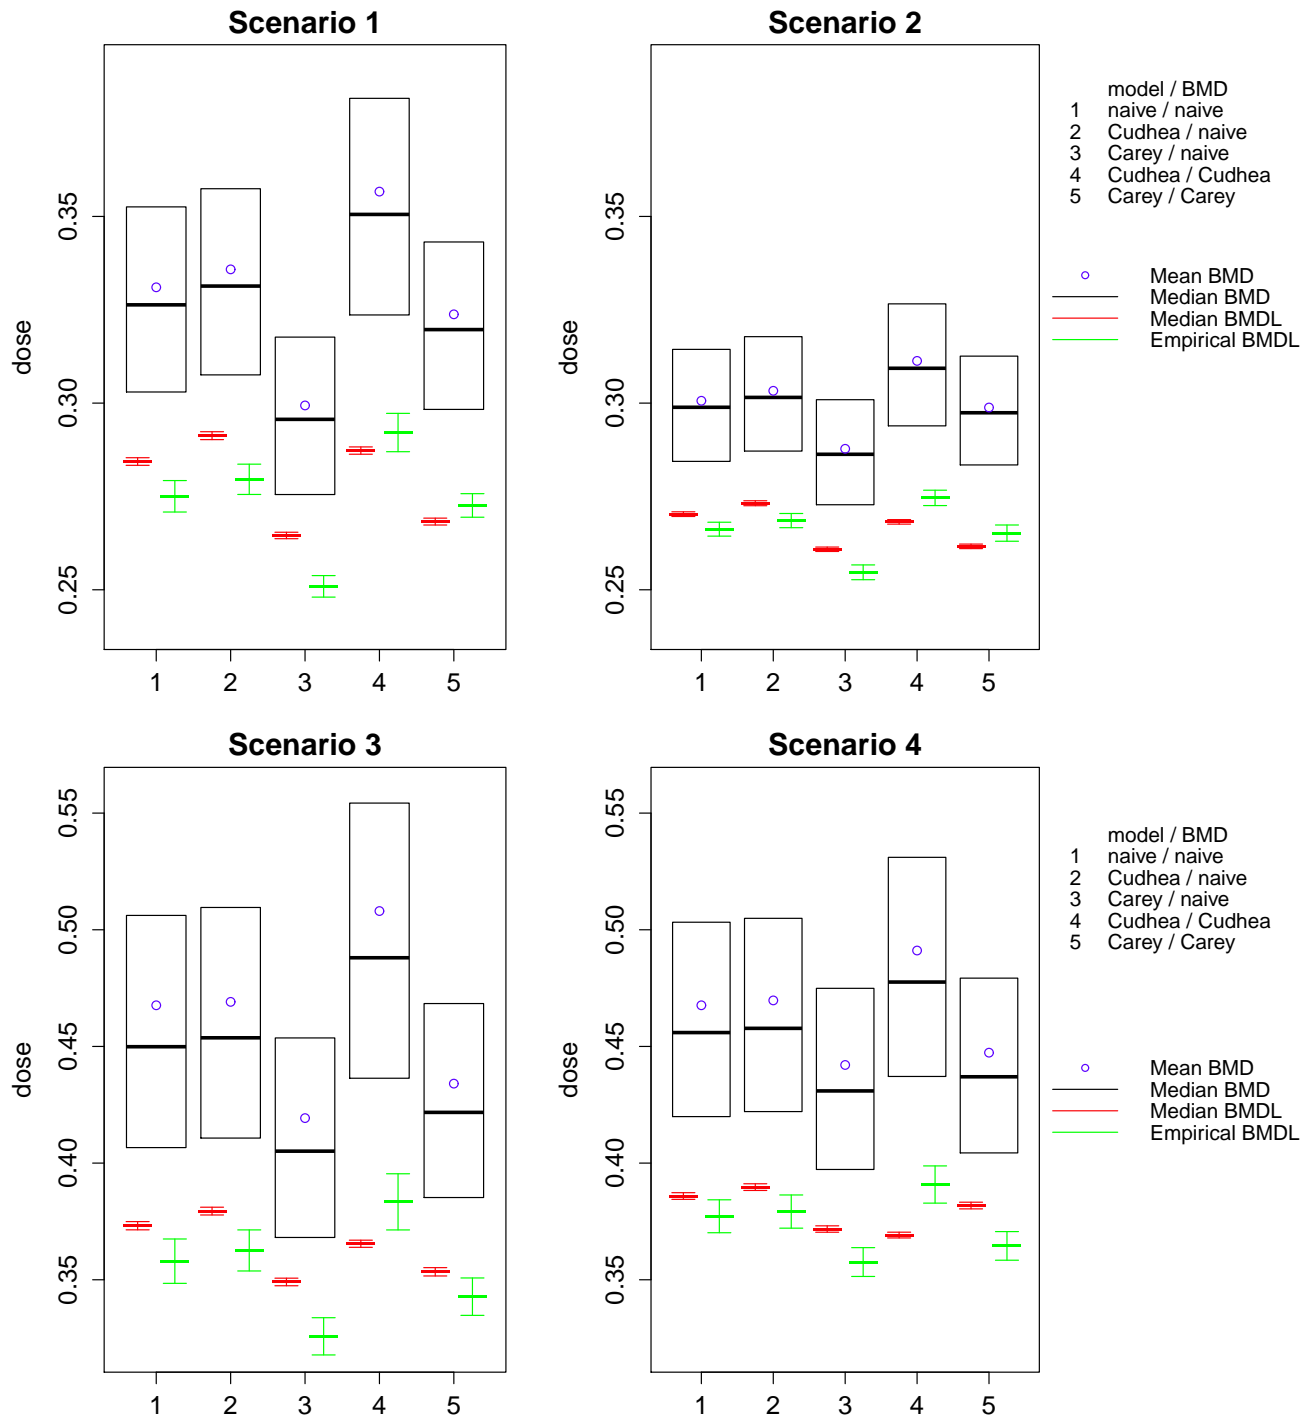 Scenario 1
dose
0.25
0.30
0.35
1 2 3 4 5
Scenario 2
dose
0.25
0.30
0.35
1 2 3 4 5
model / BMD
1 naive / naive
2 Cudhea / naive
3 Carey / naive
4 Cudhea / Cudhea
5 Carey / Carey
Mean BMD
Median BMD
Median BMDL
Empirical BMDL
Scenario 3
dose
0.35
0.40
0.45
0.50
0.55
1 2 3 4 5
Scenario 4
dose
0.35
0.40
0.45
0.50
0.55
1 2 3 4 5
model / BMD
1 naive / naive
2 Cudhea / naive
3 Carey / naive
4 Cudhea / Cudhea
5 Carey / Carey
Mean BMD
Median BMD
Median BMDL
Empirical BMDL